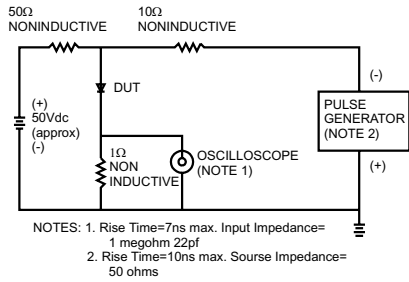 50Ω
NONINDUCTIVE
10Ω
NONINDUCTIVE
(+)
50Vdc
(approx)
(-)
DUT
1Ω
NON
INDUCTIVE
OSCILLOSCOPE
(NOTE 1)
(-)
PULSE
GENERATOR
(NOTE 2)
(+)
NOTES: 1. Rise Time=7ns max. Input Impedance=
1 megohm 22pf
2. Rise Time=10ns max. Sourse Impedance=
50 ohms